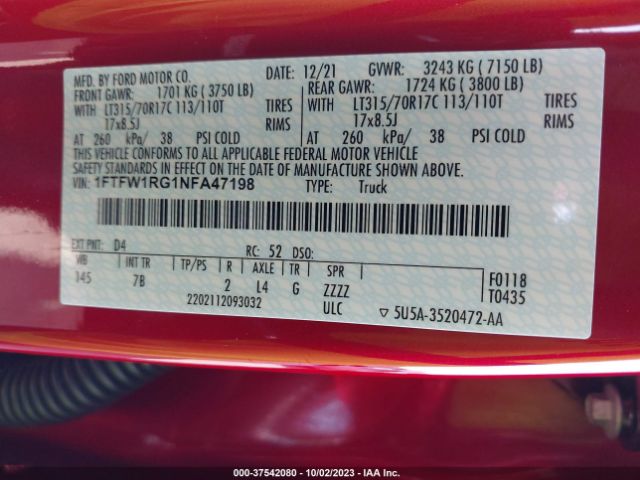 MFD. BY FORD MOTOR CO.
DATE: 12/21 GVWR: 3243 KG ( 7150 LB)
FRONT GAWR: 1701 KG ( 3750 LB)
REAR GAWR: 1724 KG ( 3800 LB)
WITH LT315/70R17C 113/110T TIRES
WITH LT315/70R17C 113/110T TIRES
17x8.5J RIMS
17x8.5J RIMS
AT 260 kPa/ 38 PSI COLD
AT 260 kPa/ 38 PSI COLD
THIS VEHICLE CONFORMS TO ALL APPLICABLE FEDERAL MOTOR VEHICLE
SAFETY STANDARDS IN EFFECT ON THE DATE OF MANUFACTURE SHOWN ABOVE.
VIN: 1FTFW1RG1NFA47198
TYPE: Truck
EXT PNT: D4 RC: 52 DSO:
WB INT TR TP/PS R AXLE TR SPR
145 7B 2 L4 G ZZZZ
F0118
T0435
2202112093032 ULC
▽ 5U5A-3520472-AA
000-37542080 - 10/02/2023 - IAA Auctions